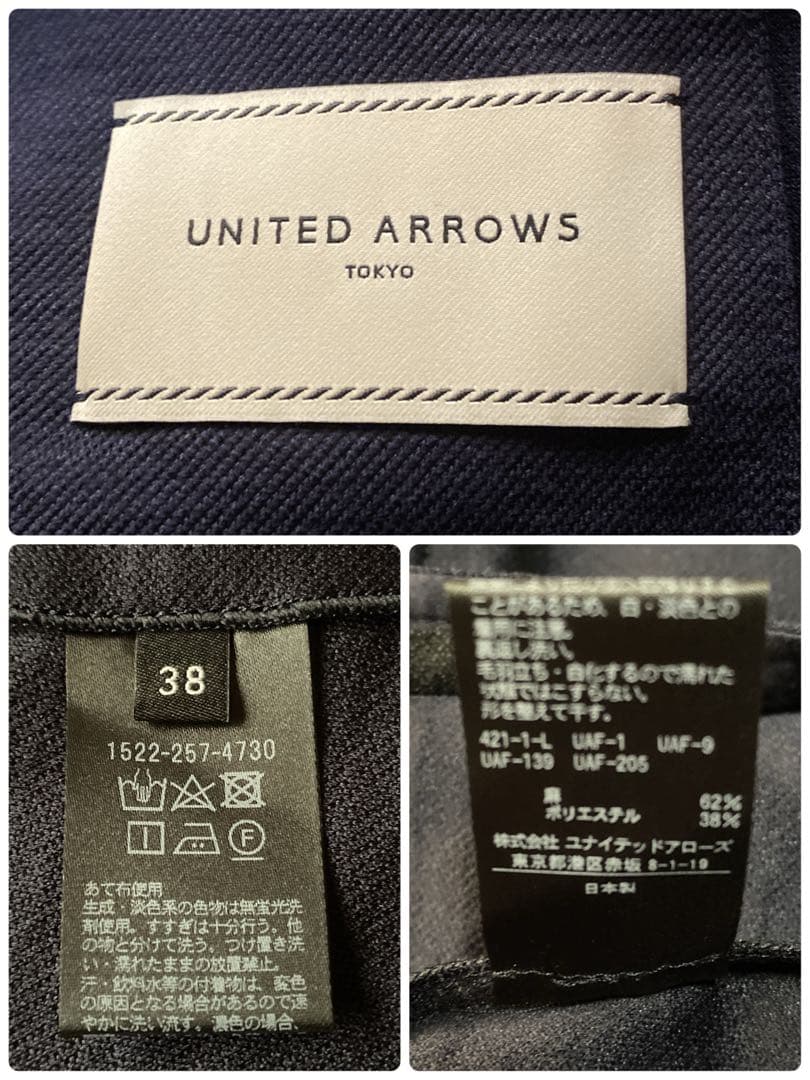 UNITED ARROWS
TOKYO
38
1522-257-4730
F
あて布使用
生成・淡色系の色物は無蛍光洗
剤使用。すすぎは十分行う。他
の物と分けて洗う。つけ置き洗
い・濡れたままの放置禁止。
汗・飲料水等の付着物は、変色
の原因となる場合があるので速
やかに洗い流す。濃色の場合、
ことがあるため、白・淡色との
着用に注意。
裏返し洗い。
毛羽立ち・白化するので濡れた
状態ではこすらない。
形を整えて干す。
421-1-L UAF-1 UAF-9
UAF-139 UAF-205
麻 62%
ポリエステル 38%
株式会社 ユナイテッドアローズ
東京都港区赤坂 8-1-19
日本製